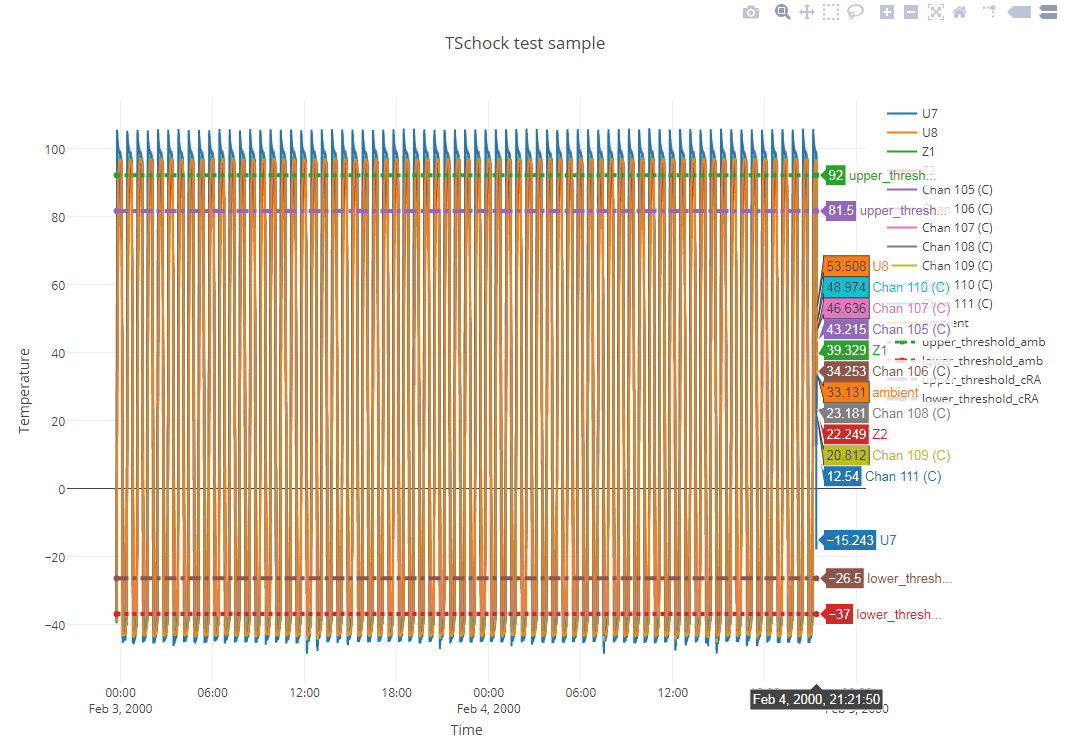 TSchock test sample
U7
U8
Z1
Z2
Chan 105 (C)
Chan 106 (C)
Chan 107 (C)
Chan 108 (C)
Chan 109 (C)
110 (C)
111 (C)
upper_threshold_amb
lower_threshold_amb
upper_threshold_cRA
lower_threshold_cRA
100
80
60
40
20
0
−20
−40
Temperature
92 upper_thresh...
81.5 upper_thresh...
53.508 U8
48.974 Chan 110 (C)
46.636 Chan 107 (C)
43.215 Chan 105 (C)
39.329 Z1
34.253 Chan 106 (C)
33.131 ambient
23.181 Chan 108 (C)
22.249 Z2
20.812 Chan 109 (C)
12.54 Chan 111 (C)
−15.243 U7
−26.5 lower_thresh...
−37 lower_thresh...
00:00 06:00 12:00 18:00 00:00 06:00 12:00
Feb 3, 2000 Feb 4, 2000
Feb 4, 2000, 21:21:50
Time